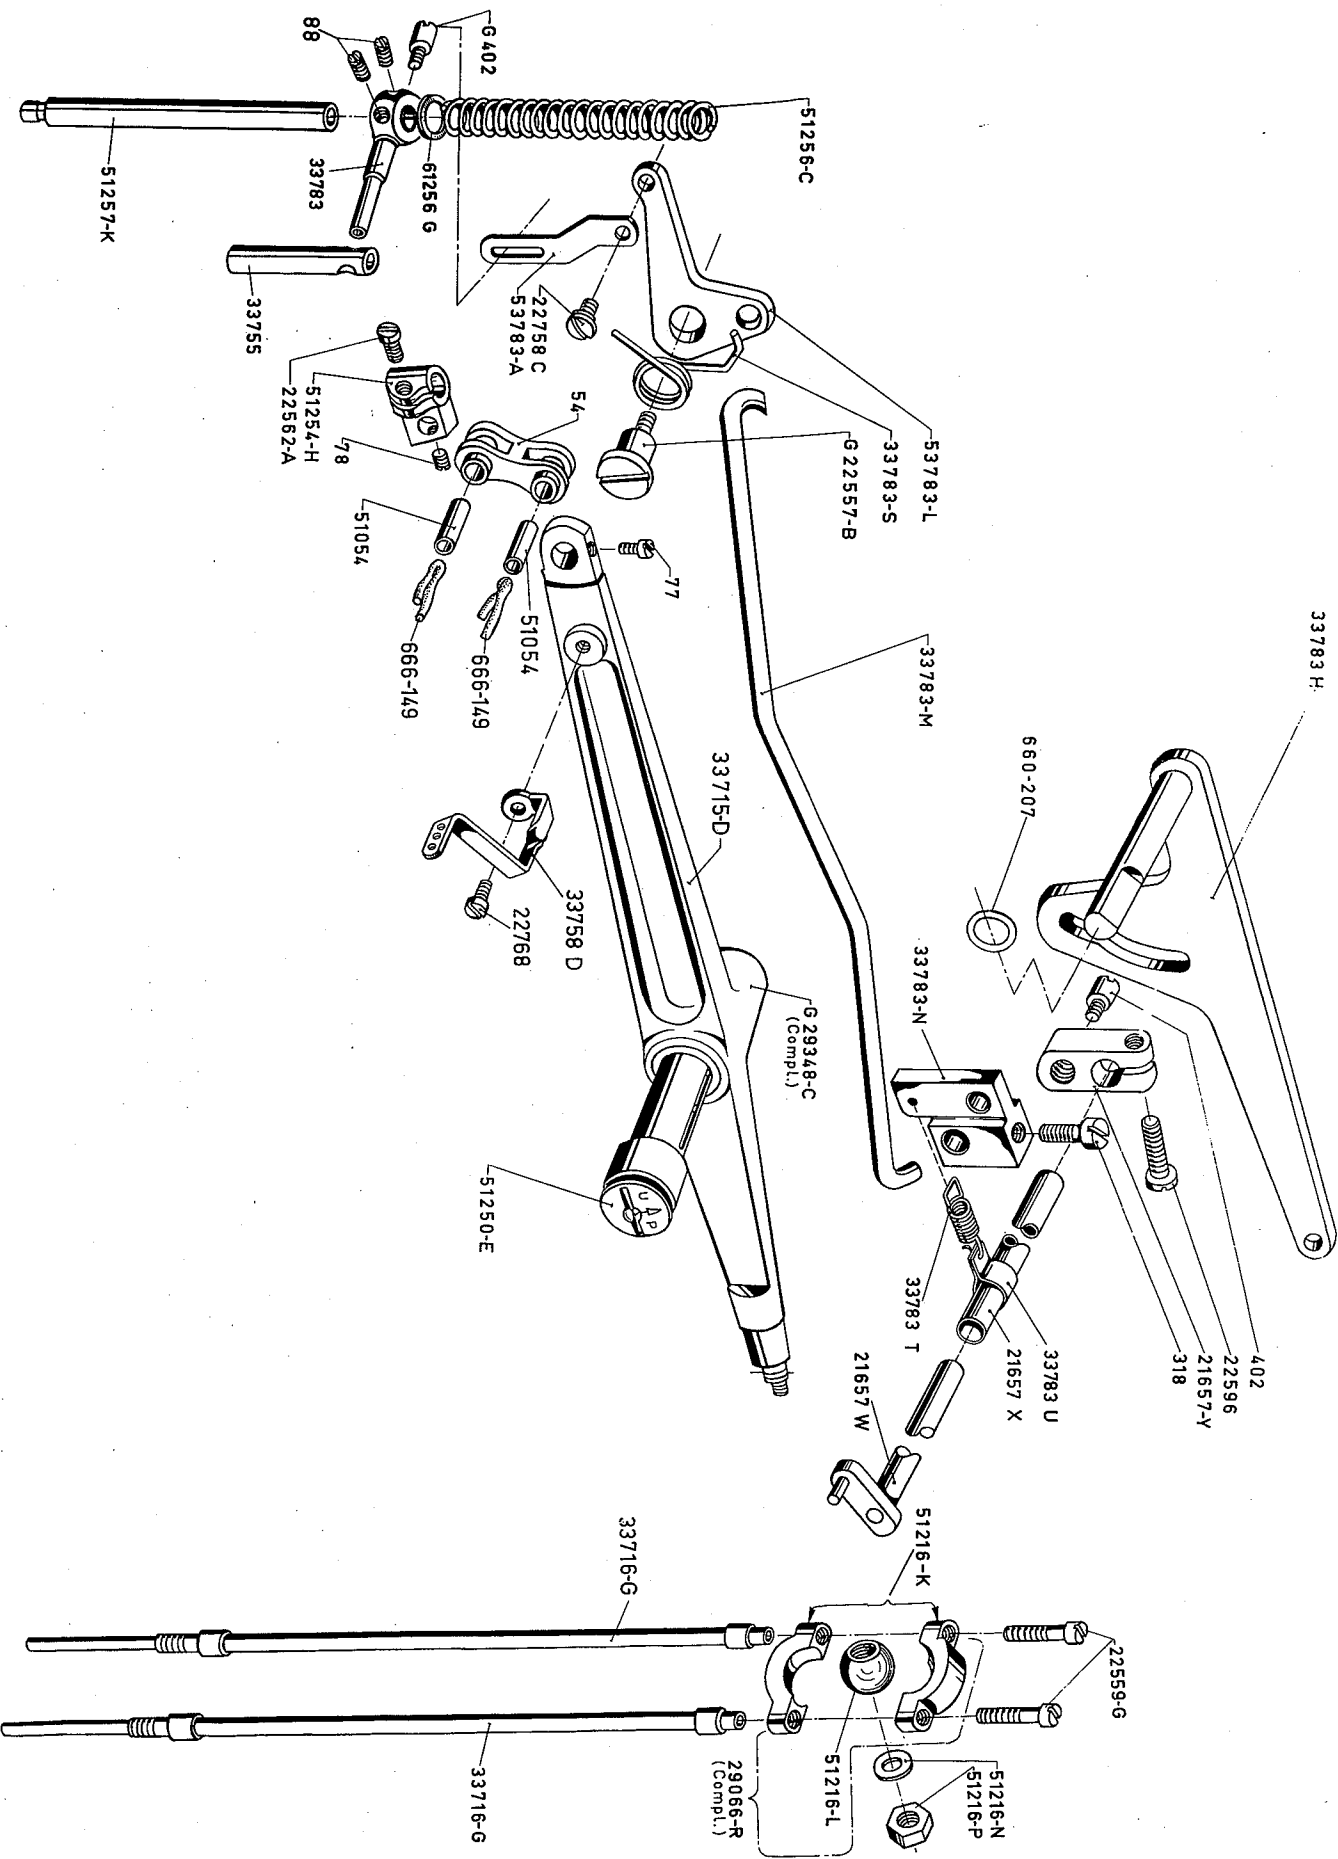 G 402
88
51257-K
33783
61256 G
51256-C
33755
22758 C
53783-A
53783-L
33783-S
G 22557-B
54
78
51254-H
22562-A
51054
666-149
51054
666-149
77
33783-M
33715-D
33758 D
22768
G 29348-C
(Compl.)
51250-E
U
P
33783 H
660-207
33783-N
402
22596
21657-Y
318
33783 T
33783 U
21657 X
21657 W
51216-K
22559-G
33716-G
33716-G
51216-L
51216-N
51216-P
29066-R
(Compl.)